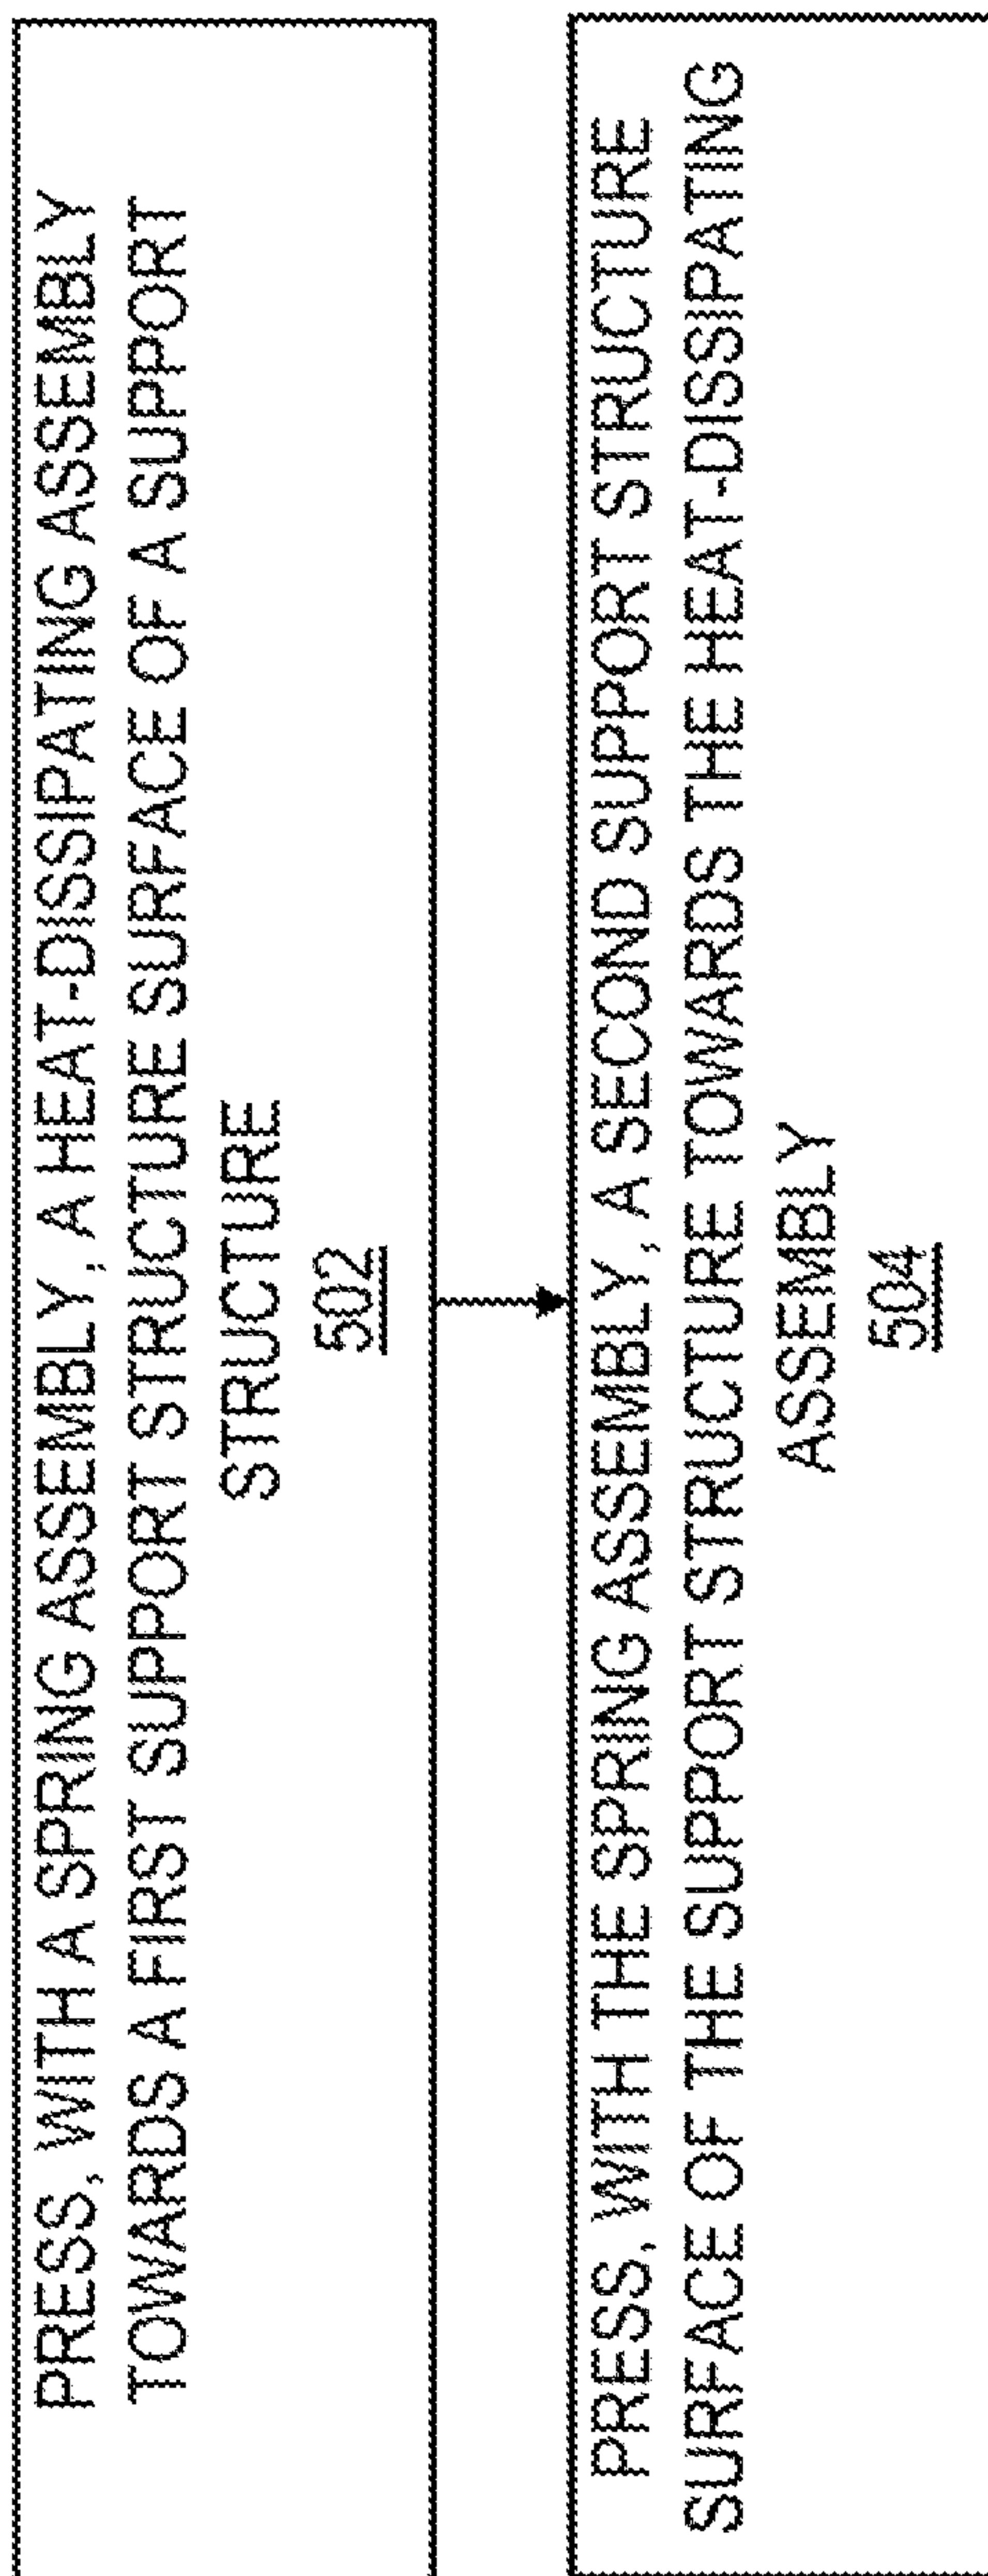 PRESS, WITH A SPRING ASSEMBLY, A HEAT-DISSIPATING ASSEMBLY
TOWARDS A FIRST SUPPORT STRUCTURE SURFACE OF A SUPPORT
STRUCTURE
502
PRESS, WITH THE SPRING ASSEMBLY, A SECOND SUPPORT STRUCTURE
SURFACE OF THE SUPPORT STRUCTURE TOWARDS THE HEAT-DISSIPATING
ASSEMBLY
504